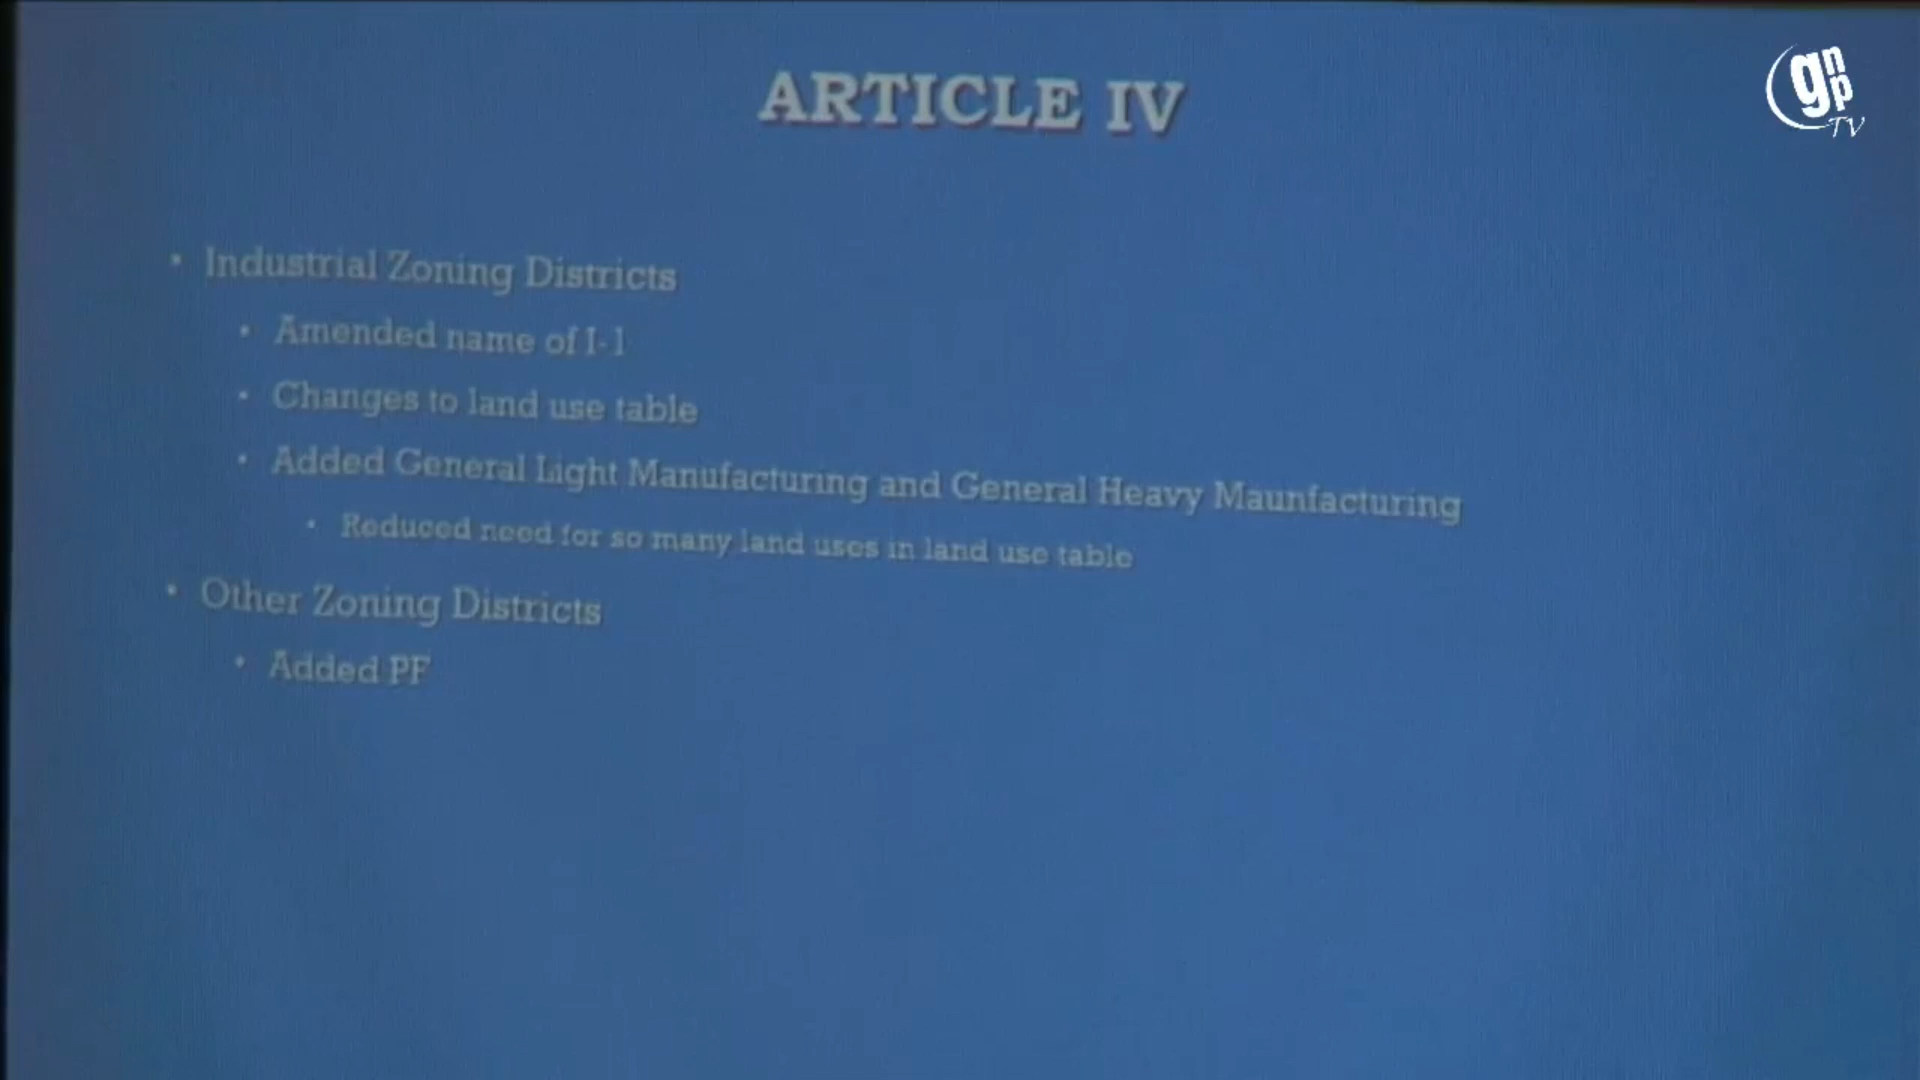 ARTICLE IV
gnp
TV
• Industrial Zoning Districts
• Amended name of I-1
• Changes to land use table
• Added General Light Manufacturing and General Heavy Maunfacturing
• Reduced need for so many land uses in land use table
• Other Zoning Districts
• Added PF